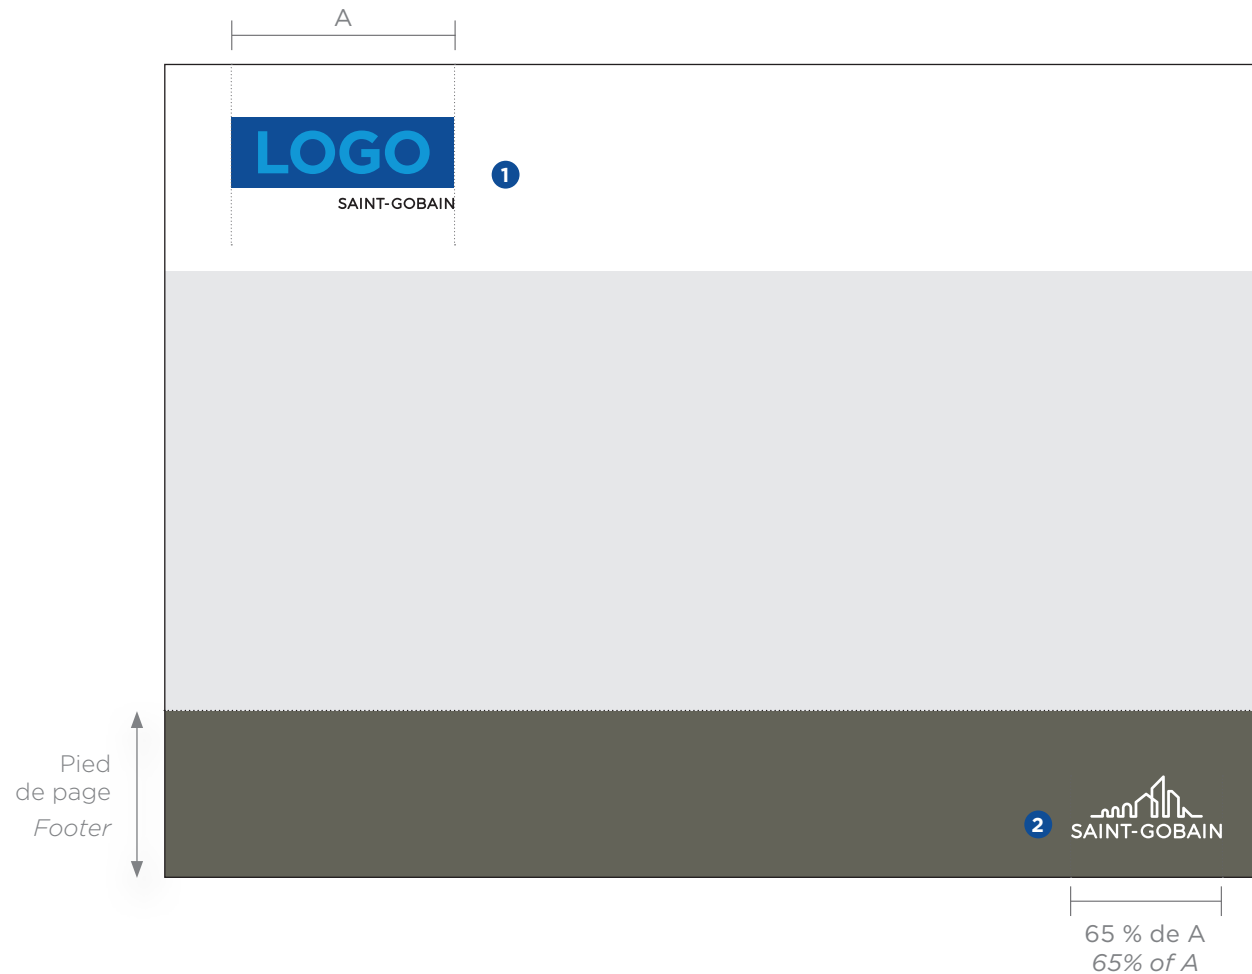 A
LOGO
SAINT-GOBAIN
1
Pied
de page
Footer
2
SAINT-GOBAIN
65 % de A
65% of A